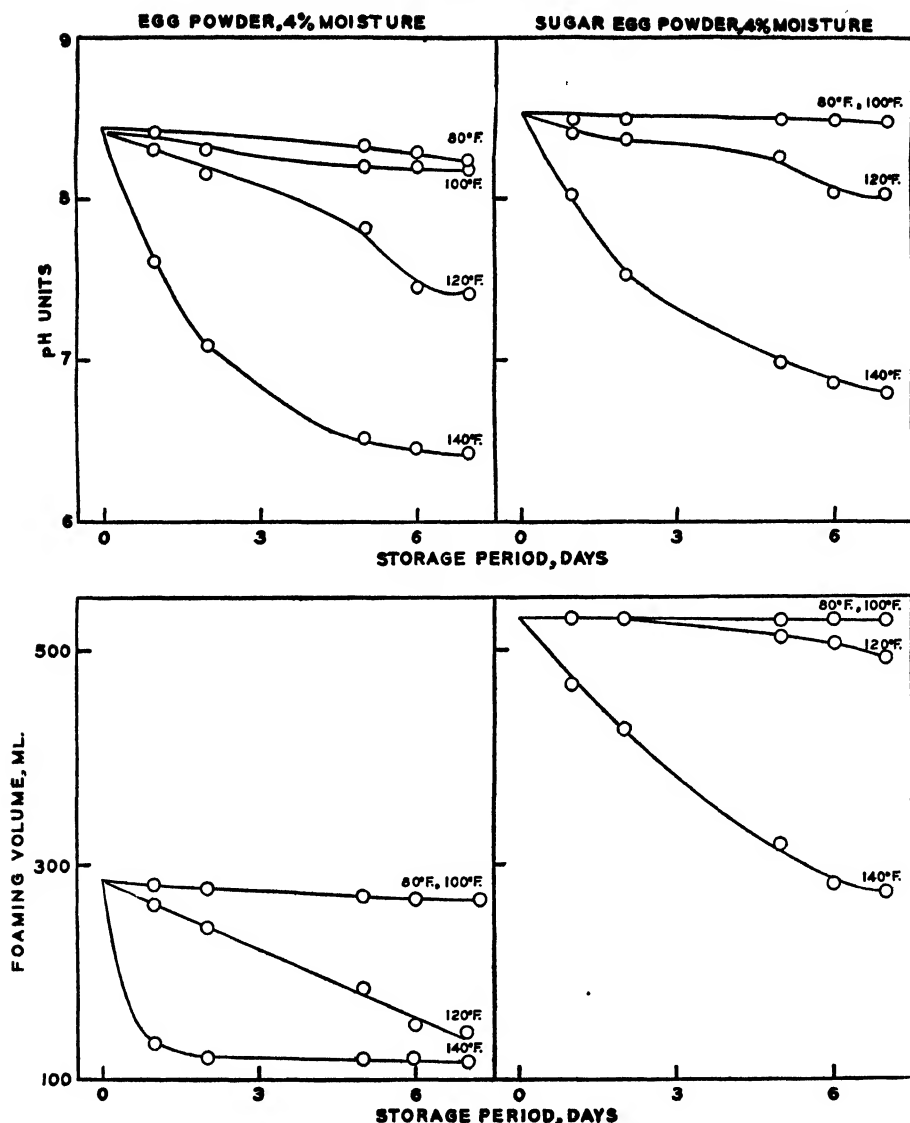 EGG POWDER, 4% MOISTURE
SUGAR EGG POWDER, 4% MOISTURE
9
8
7
6
pH UNITS
80°F.
100°F.
120°F.
140°F.
80°F., 100°F.
120°F.
140°F.
0 3 6 0 3 6
STORAGE PERIOD, DAYS
500
300
100
FOAMING VOLUME, ML.
80°F., 100°F.
120°F.
140°F.
80°F., 100°F.
120°F.
140°F.
0 3 6 0 3 6
STORAGE PERIOD, DAYS